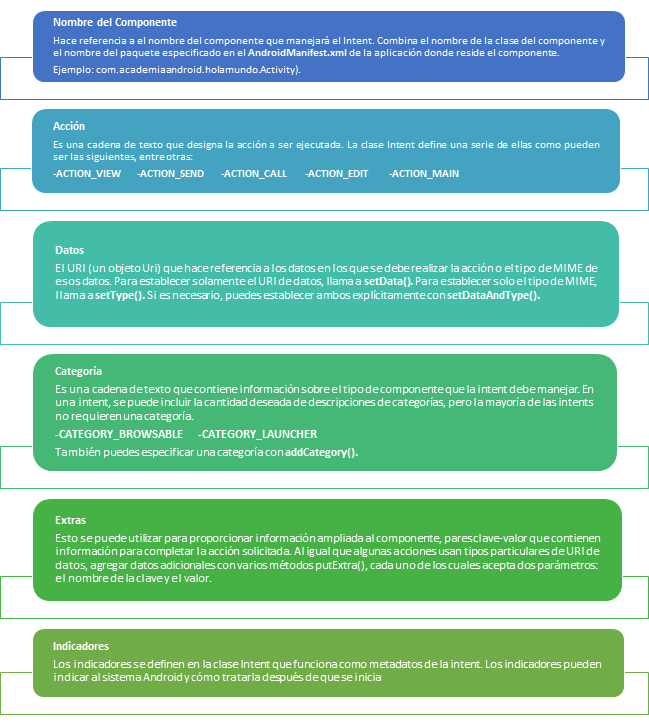 Nombre del Componente
Hace referencia a el nombre del componente que manejará el Intent. Combina el nombre de la clase del componente y
el nombre del paquete especificado en el AndroidManifest.xml de la aplicación donde reside el componente.
Ejemplo: com.academiaandroid.holamundo.Activity).
Acción
Es una cadena de texto que designa la acción a ser ejecutada. La clase Intent define una serie de ellas como pueden
ser las siguientes, entre otras:
-ACTION_VIEW -ACTION_SEND -ACTION_CALL -ACTION_EDIT -ACTION_MAIN
Datos
El URI (un objeto Uri) que hace referencia a los datos en los que se debe realizar la acción o el tipo de MIME de
esos datos. Para establecer solamente el URI de datos, llama a setData(). Para establecer solo el tipo de MIME,
llama a setType(). Si es necesario, puedes establecer ambos explícitamente con setDataAndType().
Categoría
Es una cadena de texto que contiene información sobre el tipo de componente que la intent debe manejar. En
una intent, se puede incluir la cantidad deseada de descripciones de categorías, pero la mayoría de las intents
no requieren una categoría.
-CATEGORY_BROWSABLE -CATEGORY_LAUNCHER
También puedes especificar una categoría con addCategory().
Extras
Esto se puede utilizar para proporcionar información ampliada al componente, pares clave-valor que contienen
información para completar la acción solicitada. Al igual que algunas acciones usan tipos particulares de URI de
datos, agregar datos adicionales con varios métodos putExtra(), cada uno de los cuales acepta dos parámetros:
el nombre de la clave y el valor.
Indicadores
Los indicadores se definen en la clase Intent que funciona como metadatos de la intent. Los indicadores pueden
indicar al sistema Android y cómo tratarla después de que se inicia